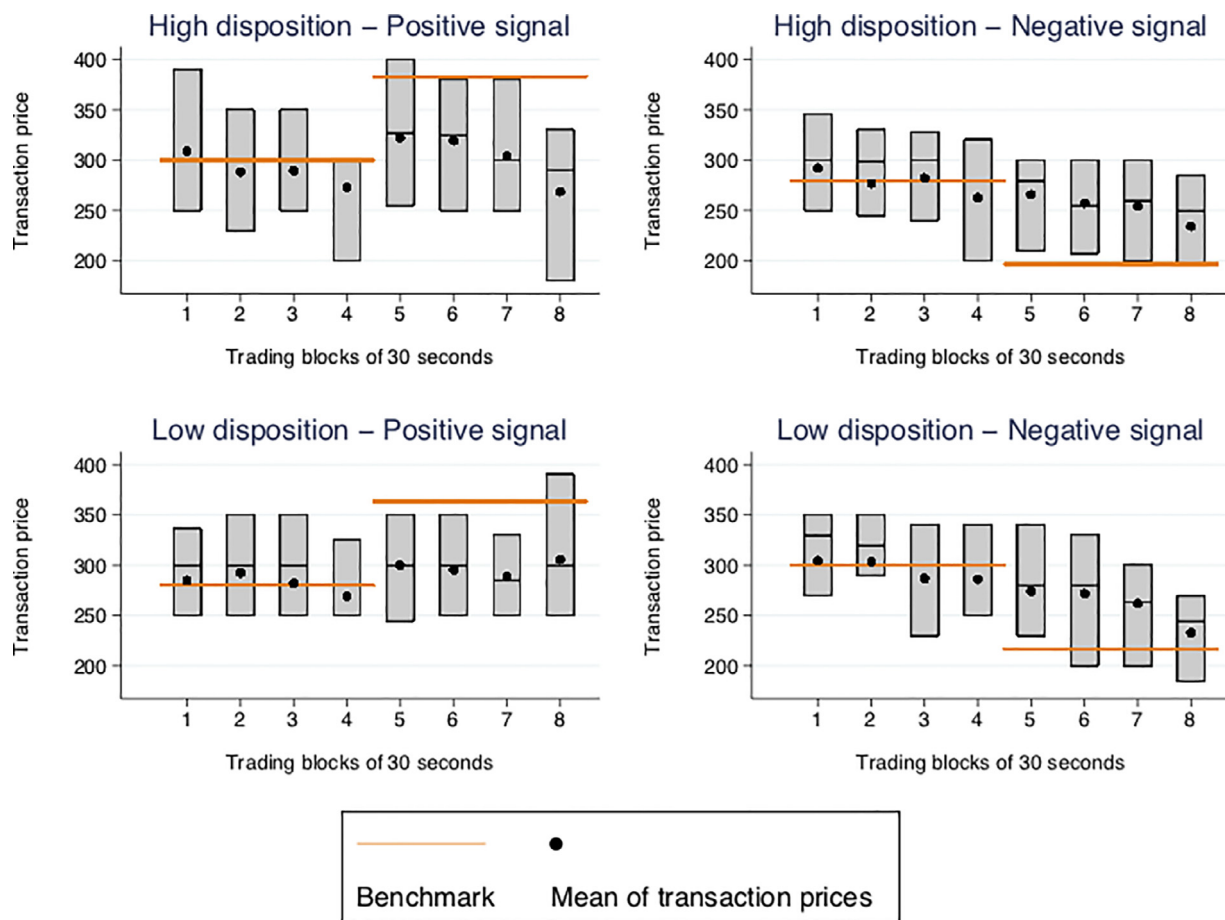 High disposition – Positive signal
High disposition – Negative signal
Transaction price
400
350
300
250
200
1 2 3 4 5 6 7 8
Trading blocks of 30 seconds
Transaction price
400
350
300
250
200
1 2 3 4 5 6 7 8
Trading blocks of 30 seconds
Low disposition – Positive signal
Low disposition – Negative signal
Transaction price
400
350
300
250
200
1 2 3 4 5 6 7 8
Trading blocks of 30 seconds
Transaction price
400
350
300
250
200
1 2 3 4 5 6 7 8
Trading blocks of 30 seconds
Benchmark
Mean of transaction prices